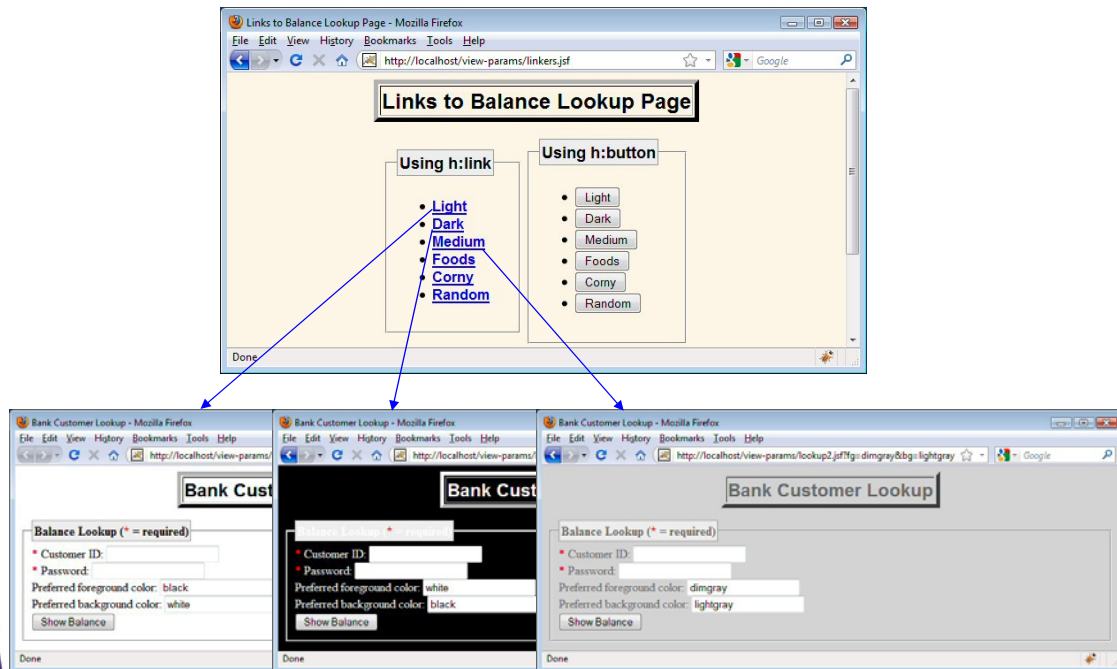 Links to Balance Lookup Page - Mozilla Firefox
File Edit View History Bookmarks Tools Help
http://localhost/view-params/linkers.jsf
Google
Links to Balance Lookup Page
Using h:link
Light
Dark
Medium
Foods
Corny
Random
Using h:button
Light
Dark
Medium
Foods
Corny
Random
Done
Bank Customer Lookup - Mozilla Firefox
File Edit View History Bookmarks Tools Help
http://localhost/view-params/
Bank Cust
Balance Lookup (* = required)
* Customer ID:
* Password:
Preferred foreground color: black
Preferred background color: white
Show Balance
Done
Bank Customer Lookup - Mozilla Firefox
File Edit View History Bookmarks Tools Help
http://localhost/view-params/
Bank Cust
Balance Lookup (* = required)
* Customer ID:
* Password:
Preferred foreground color: white
Preferred background color: black
Show Balance
Done
Bank Customer Lookup - Mozilla Firefox
File Edit View History Bookmarks Tools Help
http://localhost/view-params/lookup2.jsf?fg=dimgray&bg=lightgray
Google
Bank Customer Lookup
Balance Lookup (* = required)
* Customer ID:
* Password:
Preferred foreground color: dimgray
Preferred background color: lightgray
Show Balance
Done